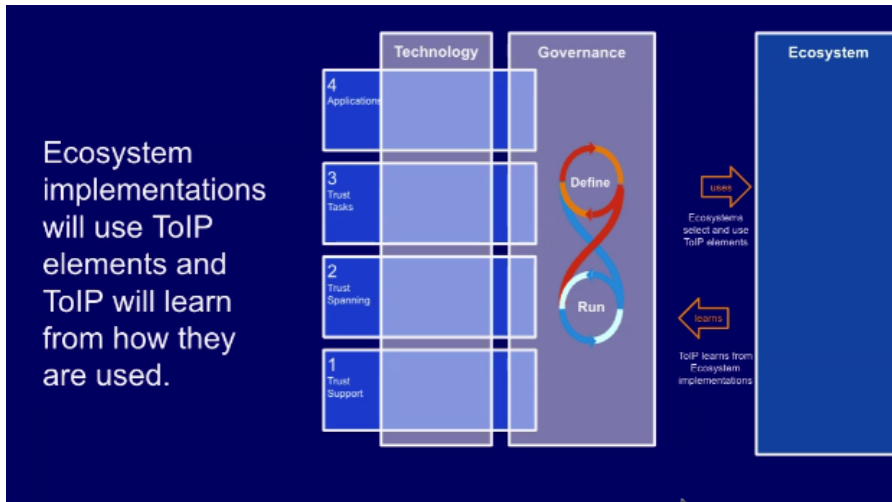 Ecosystem
implementations
will use ToIP
elements and
ToIP will learn
from how they
are used.
Technology
Governance
Ecosystem
4
Applications
3
Trust
Tasks
2
Trust
Spanning
1
Trust
Support
Define
Run
uses
Ecosystems
select and use
ToIP elements
learns
ToIP learns from
Ecosystem
implementations